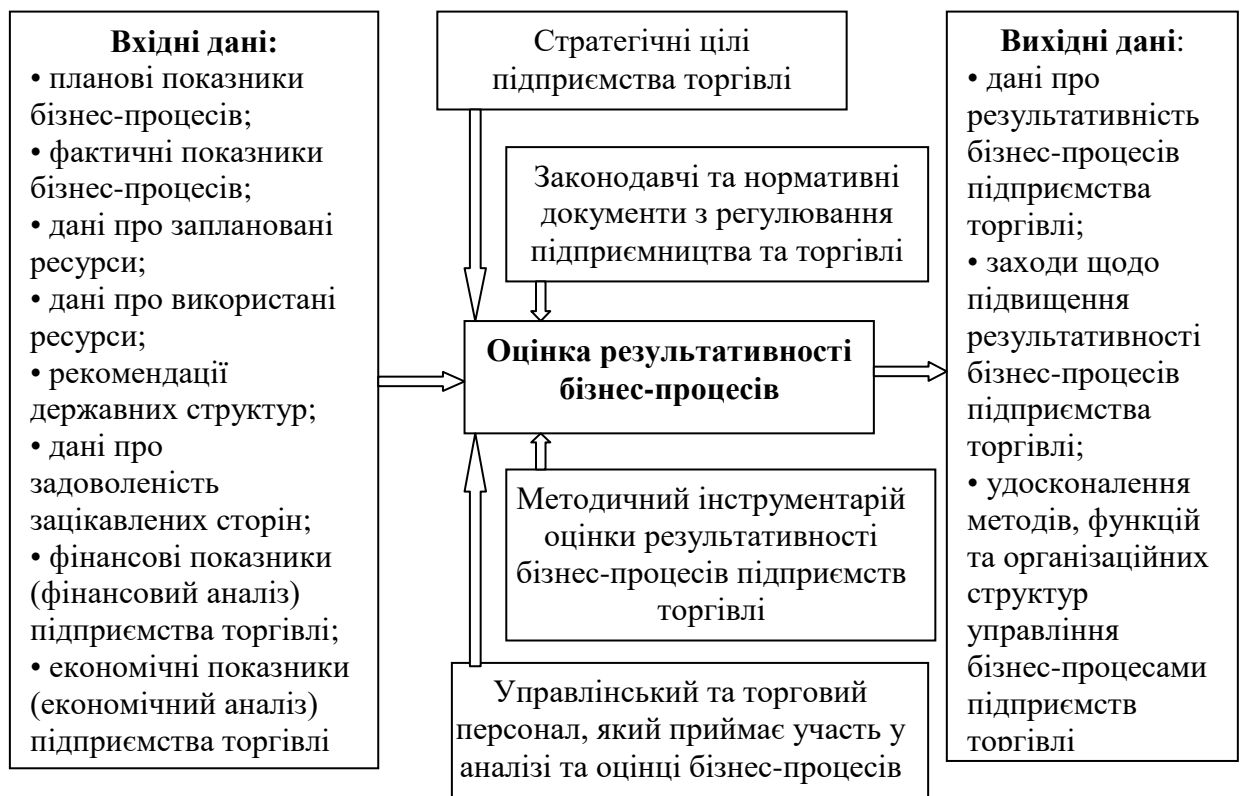 Вхідні дані:
• планові показники
бізнес-процесів;
• фактичні показники
бізнес-процесів;
• дані про заплановані
ресурси;
• дані про використані
ресурси;
• рекомендації
державних структур;
• дані про
задоволеність
зацікавлених сторін;
• фінансові показники
(фінансовий аналіз)
підприємства торгівлі;
• економічні показники
(економічний аналіз)
підприємства торгівлі
Стратегічні цілі
підприємства торгівлі
Законодавчі та нормативні
документи з регулювання
підприємництва та торгівлі
Оцінка результативності
бізнес-процесів
Методичний інструментарій
оцінки результативності
бізнес-процесів підприємств
торгівлі
Управлінський та торговий
персонал, який приймає участь у
аналізі та оцінці бізнес-процесів
Вихідні дані:
• дані про
результативність
бізнес-процесів
підприємства
торгівлі;
• заходи щодо
підвищення
результативності
бізнес-процесів
підприємства
торгівлі;
• удосконалення
методів, функцій
та організаційних
структур
управління
бізнес-процесами
підприємств
торгівлі